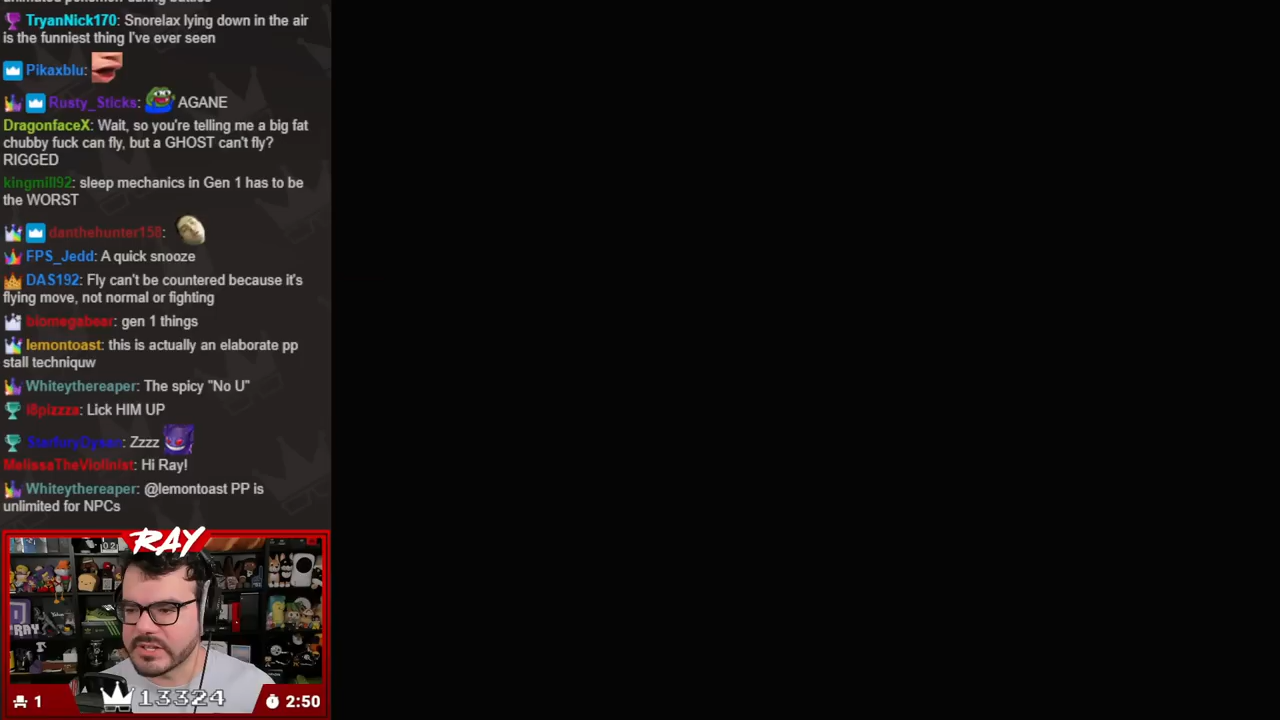 TryanNick170: Snorelax lying down in the air
is the funniest thing I've ever seen
Pikaxblu:
Rusty_Sticks: AGANE
DragonfaceX: Wait, so you're telling me a big fat
chubby fuck can fly, but a GHOST can't fly?
RIGGED
kingmill92: sleep mechanics in Gen 1 has to be
the WORST
danthehunter158:
FPS_Jedd: A quick snooze
DAS192: Fly can't be countered because it's
flying move, not normal or fighting
biomegabear: gen 1 things
lemontoast: this is actually an elaborate pp
stall techniquw
Whiteythereaper: The spicy "No U"
i8pizzza: Lick HIM UP
StarfuryDysan: Zzzz
MelissaTheViolinist: Hi Ray!
Whiteythereaper: @lemontoast PP is
unlimited for NPCs
RAY
1
13324
2:50